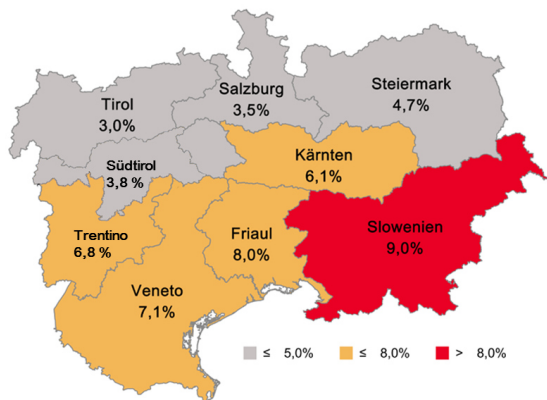 Salzburg
3,5%
Steiermark
4,7%
Tirol
3,0%
Kärnten
6,1%
Südtirol
3,8 %
Slowenien
9,0%
Trentino
6,8 %
Friaul
8,0%
Veneto
7,1%
≤ 5,0% ≤ 8,0% > 8,0%